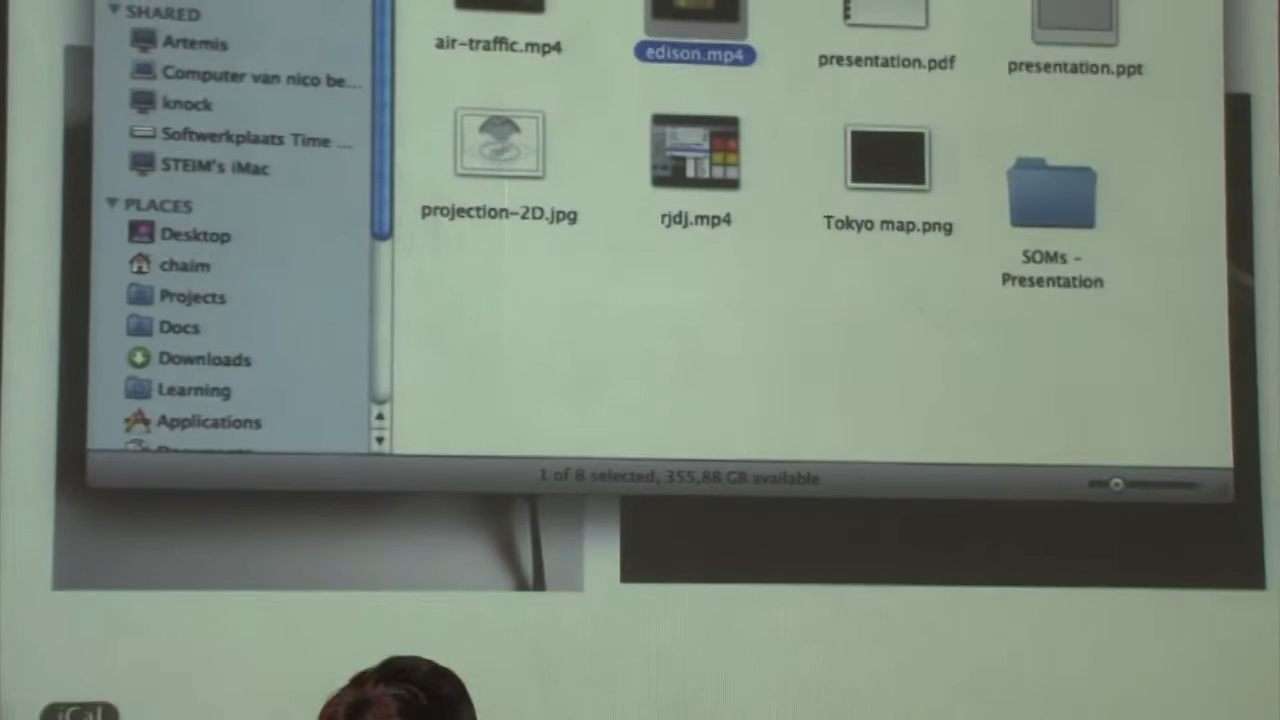 SHARED
Artemis
Computer van nico be...
knock
Softwerkplaats Time ...
STEIM's iMac
PLACES
Desktop
chaim
Projects
Docs
Downloads
Learning
Applications
air-traffic.mp4
edison.mp4
presentation.pdf
presentation.ppt
projection-2D.jpg
rjdj.mp4
Tokyo map.png
SOMs -
Presentation
1 of 8 selected, 355,88 GB available
iCal